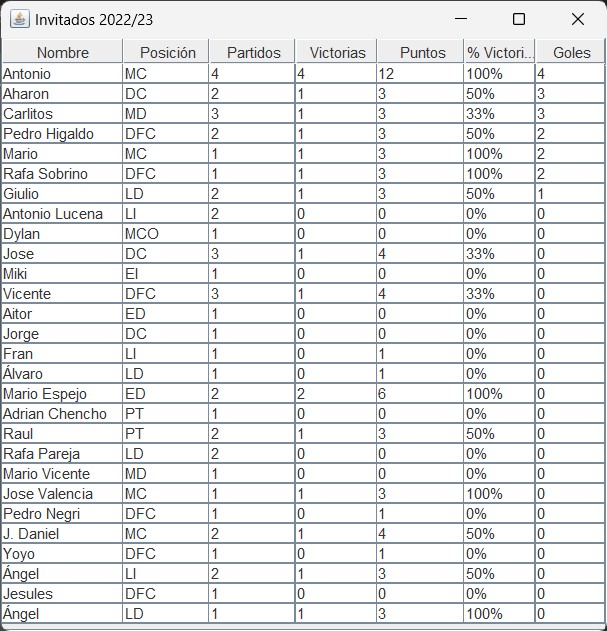 Invitados 2022/23
Nombre Posición Partidos Victorias Puntos % Victori... Goles
Antonio MC 4 4 12 100% 4
Aharon DC 2 1 3 50% 3
Carlitos MD 3 1 3 33% 3
Pedro Higaldo DFC 2 1 3 50% 2
Mario MC 1 1 3 100% 2
Rafa Sobrino DFC 1 1 3 100% 2
Giulio LD 2 1 3 50% 1
Antonio Lucena LI 2 0 0 0% 0
Dylan MCO 1 0 0 0% 0
Jose DC 3 1 4 33% 0
Miki EI 1 0 0 0% 0
Vicente DFC 3 1 4 33% 0
Aitor ED 1 0 0 0% 0
Jorge DC 1 0 0 0% 0
Fran LI 1 0 1 0% 0
Álvaro LD 1 0 1 0% 0
Mario Espejo ED 2 2 6 100% 0
Adrian Chencho PT 1 0 0 0% 0
Raul PT 2 1 3 50% 0
Rafa Pareja LD 2 0 0 0% 0
Mario Vicente MD 1 0 0 0% 0
Jose Valencia MC 1 1 3 100% 0
Pedro Negri DFC 1 0 1 0% 0
J. Daniel MC 2 1 4 50% 0
Yoyo DFC 1 0 1 0% 0
Ángel LI 2 1 3 50% 0
Jesules DFC 1 0 0 0% 0
Ángel LD 1 1 3 100% 0